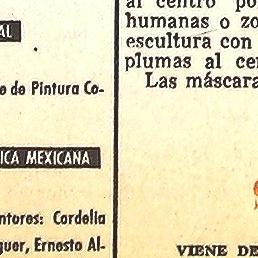 AL
o de Pintura Co-
ICA MEXICANA
ntores: Cordelia
guer, Ernesto Al-
al centro po
humanas o zo
escultura con
plumas al cer
Las máscara
VIENE DE